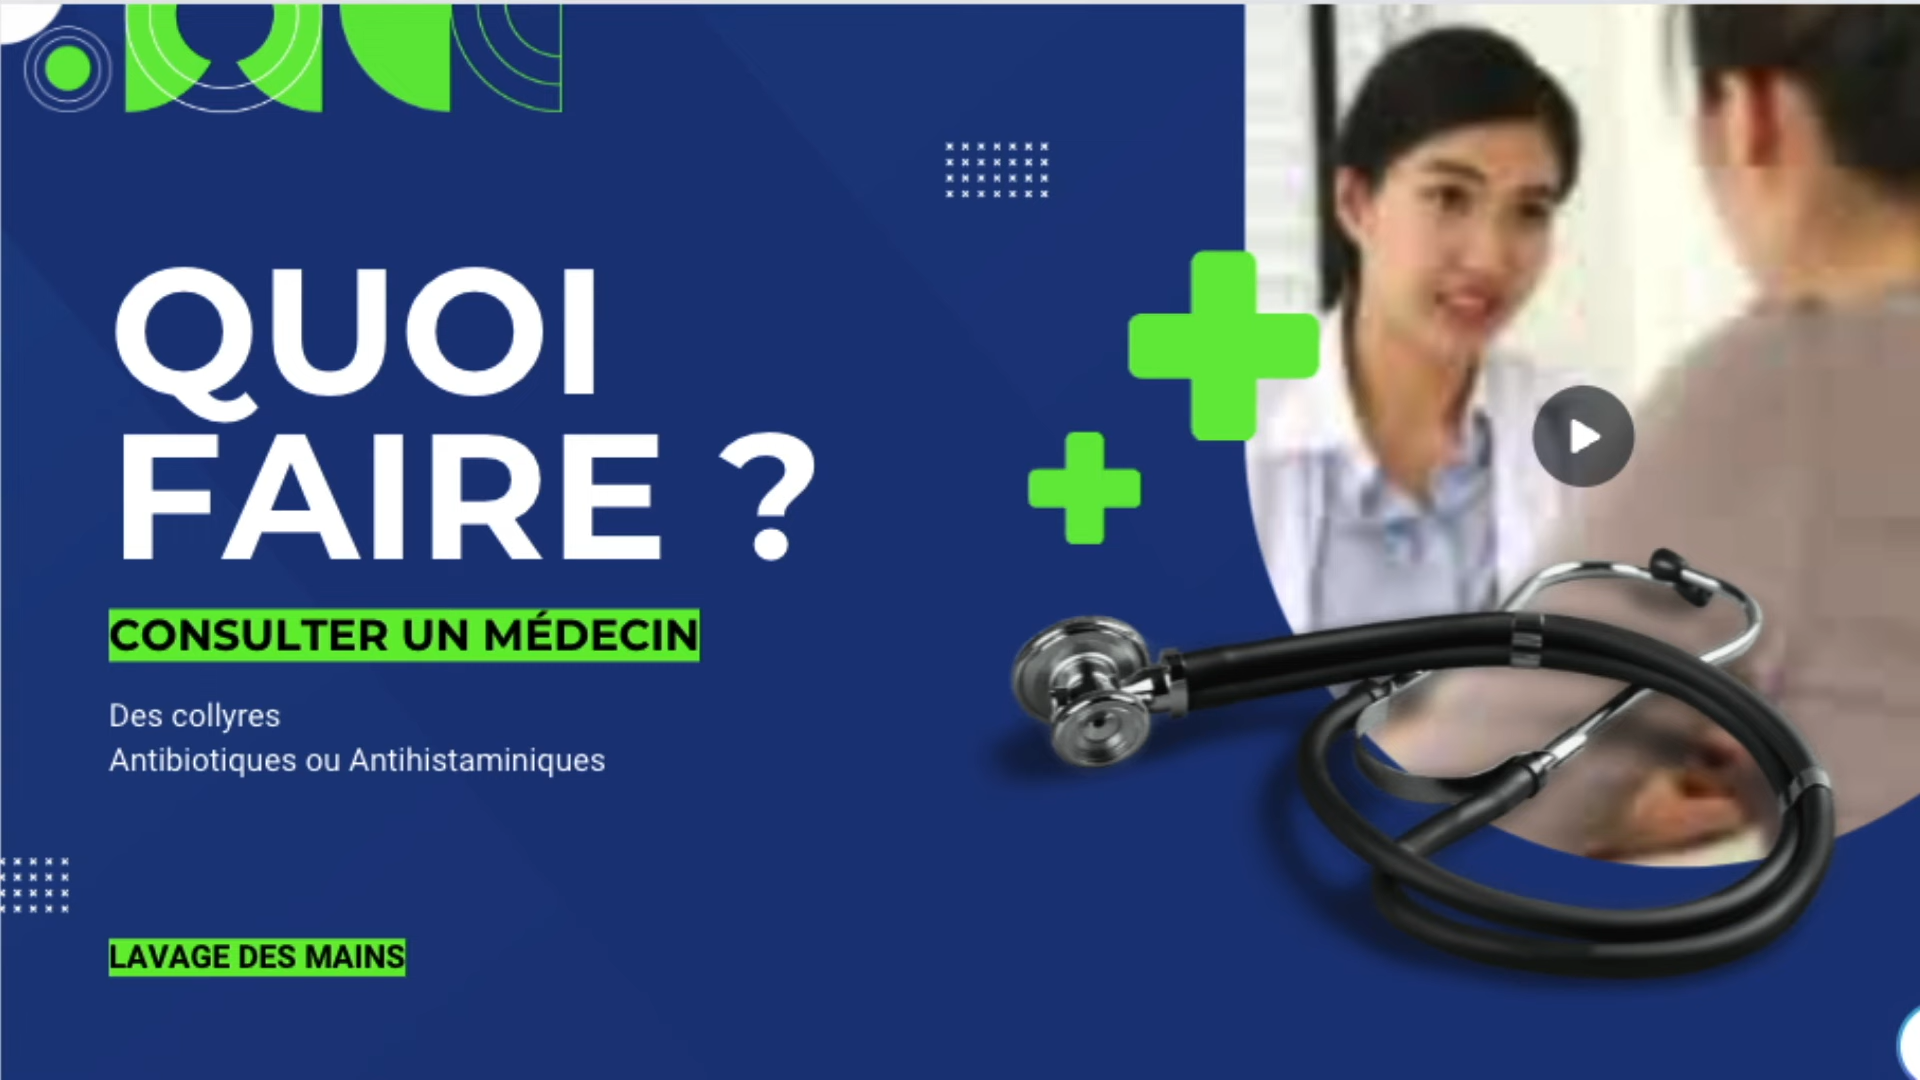 QUOI
FAIRE ?
CONSULTER UN MÉDECIN
Des collyres
Antibiotiques ou Antihistaminiques
LAVAGE DES MAINS